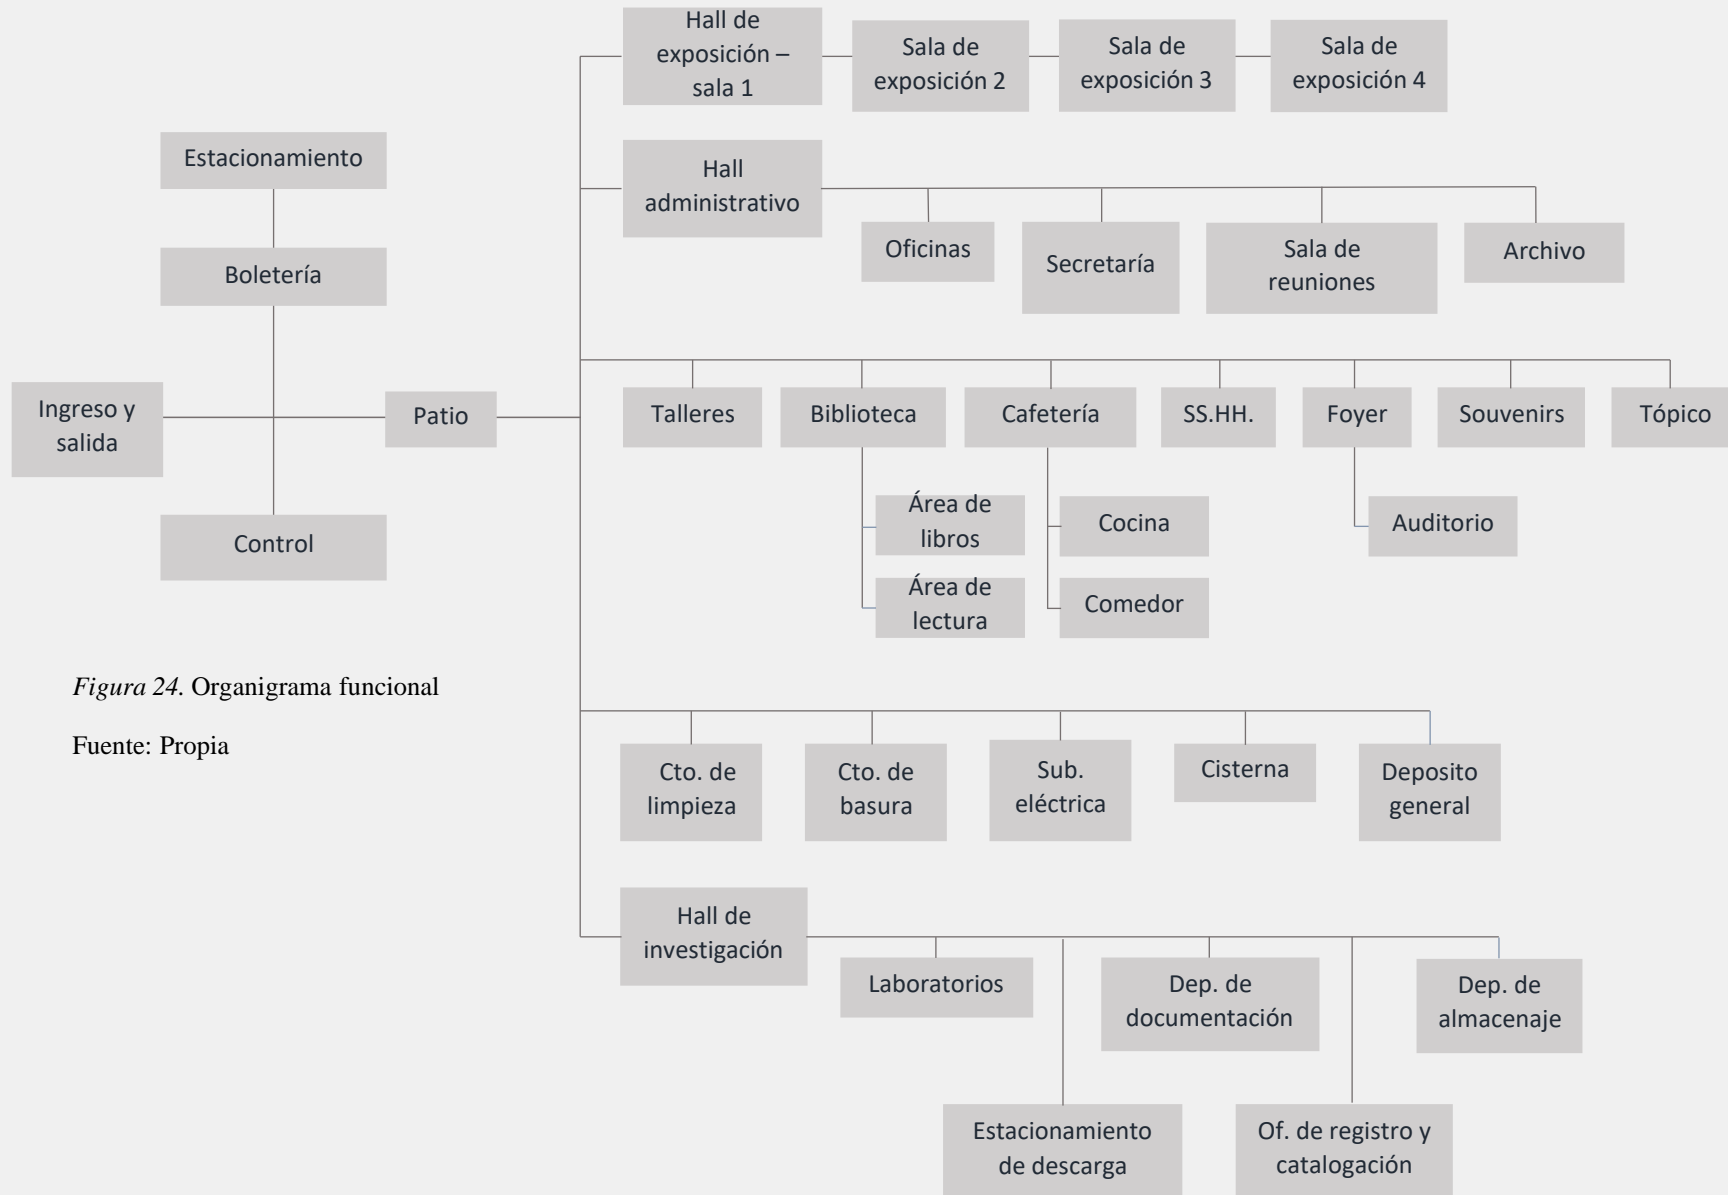 Hall de
exposición –
sala 1
Sala de
exposición 2
Sala de
exposición 3
Sala de
exposición 4
Estacionamiento
Hall
administrativo
Oficinas
Secretaría
Sala de
reuniones
Archivo
Boletería
Ingreso y
salida
Patio
Talleres
Biblioteca
Cafetería
SS.HH.
Foyer
Souvenirs
Tópico
Control
Área de
libros
Cocina
Auditorio
Área de
lectura
Comedor
Figura 24. Organigrama funcional
Fuente: Propia
Cto. de
limpieza
Cto. de
basura
Sub.
eléctrica
Cisterna
Deposito
general
Hall de
investigación
Laboratorios
Dep. de
documentación
Dep. de
almacenaje
Estacionamiento
de descarga
Of. de registro y
catalogación